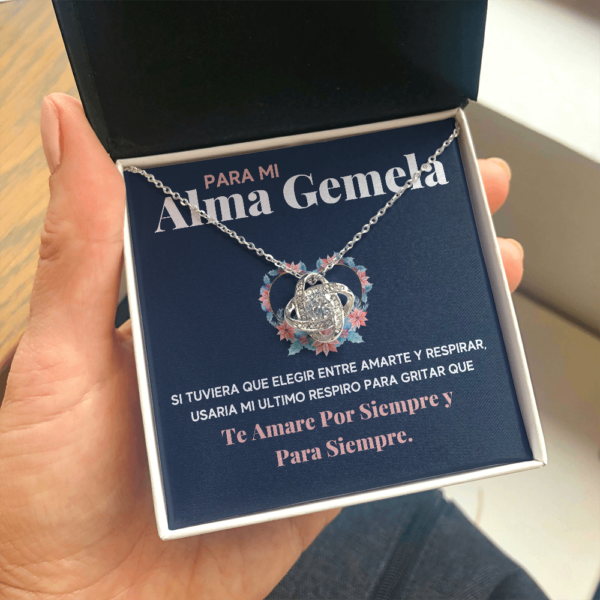 PARA MI
Alma Gemela
SI TUVIERA QUE ELEGIR ENTRE AMARTE Y RESPIRAR,
USARIA MI ULTIMO RESPIRO PARA GRITAR QUE
Te Amare Por Siempre y
Para Siempre.